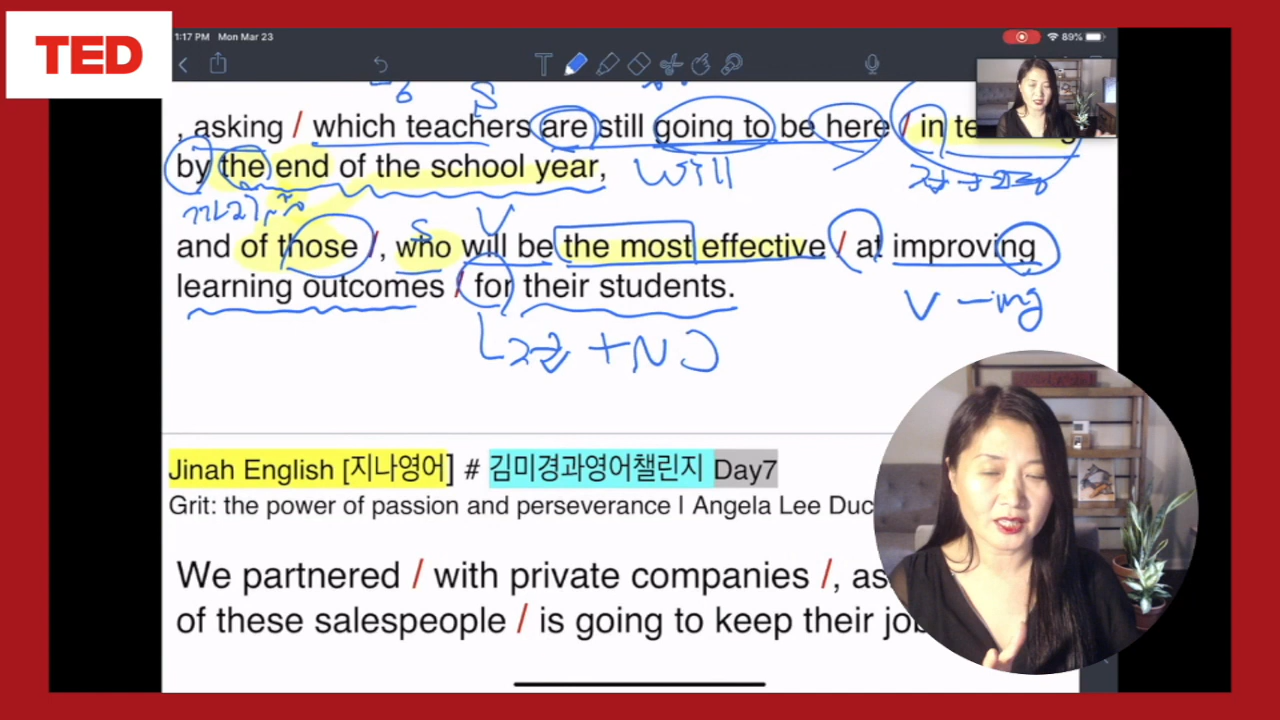 TED
1:17 PM Mon Mar 23
89%
S
, asking / which teachers are still going to be here / in
by the end of the school year,
will
S
V
and of those /, who will be the most effective / at improving
learning outcomes / for their students.
V -ing
+N
Jinah English [지나영어] # 김미경과영어챌린지 Day7
Grit: the power of passion and perseverance | Angela Lee
We partnered / with private companies /,
of these salespeople / is going to keep their